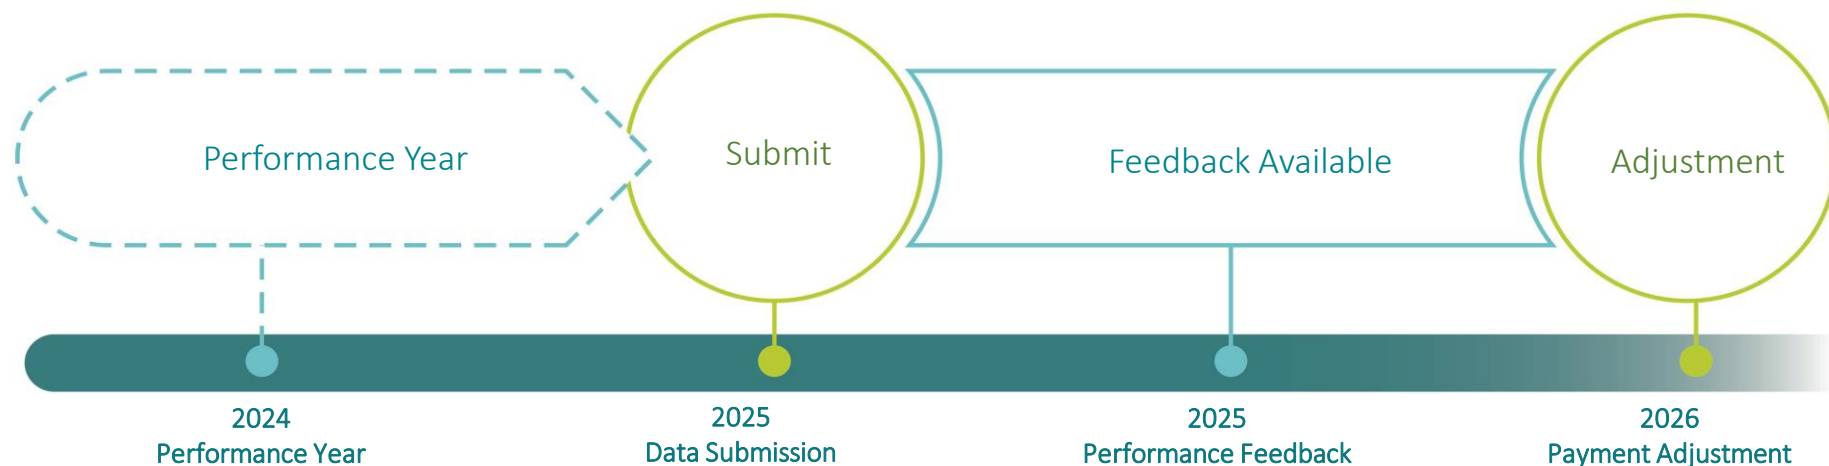 Performance Year
Submit
Feedback Available
Adjustment
2024
Performance Year
2025
Data Submission
2025
Performance Feedback
2026
Payment Adjustment